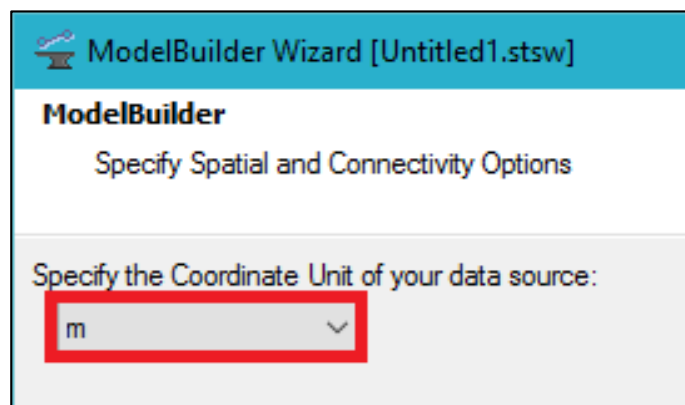 ModelBuilder Wizard [Untitled1.stsw]
ModelBuilder
Specify Spatial and Connectivity Options
Specify the Coordinate Unit of your data source:
m